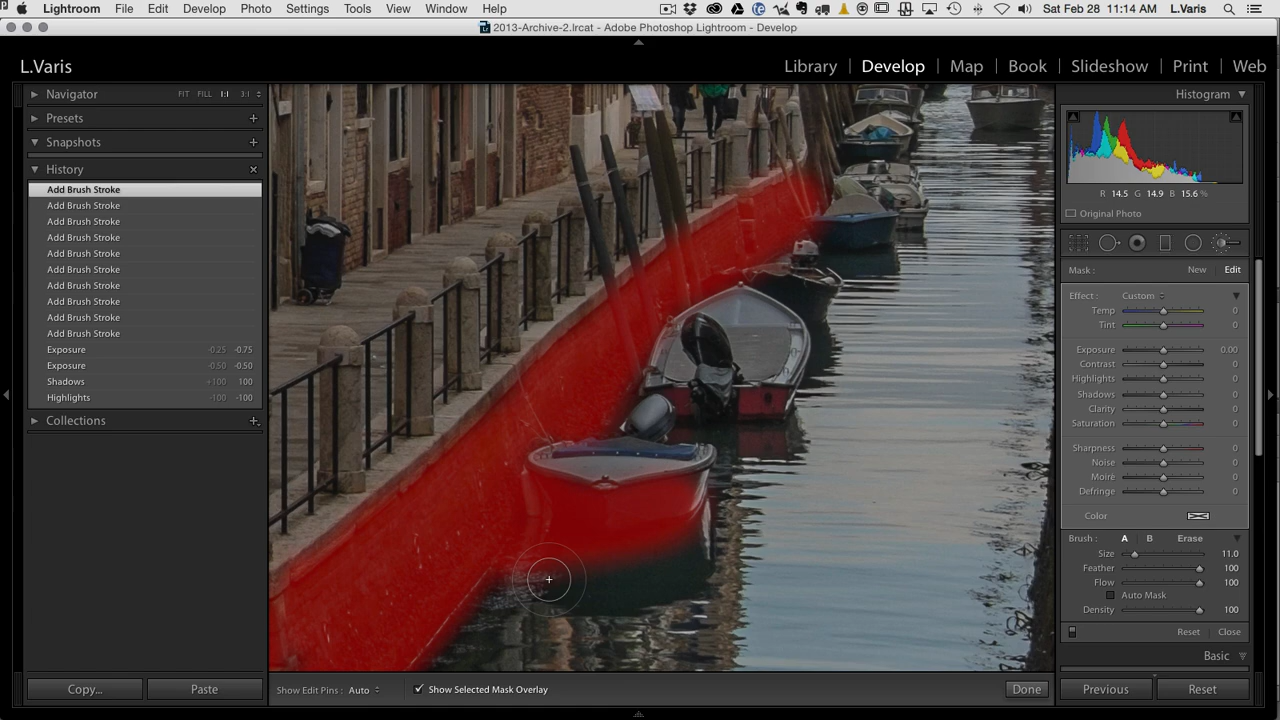 Lightroom File Edit Develop Photo Settings Tools View Window Help Sat Feb 28 11:14 AM L.Varis
2013-Archive-2.lrcat - Adobe Photoshop Lightroom - Develop
L.Varis Library Develop Map Book Slideshow Print Web
Navigator FIT FILL 1:1 3:1
Presets
Snapshots
History
Add Brush Stroke
Add Brush Stroke
Add Brush Stroke
Add Brush Stroke
Add Brush Stroke
Add Brush Stroke
Add Brush Stroke
Add Brush Stroke
Add Brush Stroke
Add Brush Stroke
Exposure -0.25 -0.75
Exposure -0.50 -0.50
Shadows +100 100
Highlights -100 -100
Collections
Copy... Paste
Show Edit Pins : Auto Show Selected Mask Overlay Done
Histogram
R 14.5 G 14.9 B 15.6 %
Original Photo
Mask : New Edit
Effect : Custom
Temp 0
Tint 0
Exposure 0.00
Contrast 0
Highlights 0
Shadows 0
Clarity 0
Saturation 0
Sharpness 0
Noise 0
Moiré 0
Defringe 0
Color
Brush : A B Erase
Size 11.0
Feather 100
Flow 100
Auto Mask
Density 100
Reset Close
Basic
Previous Reset